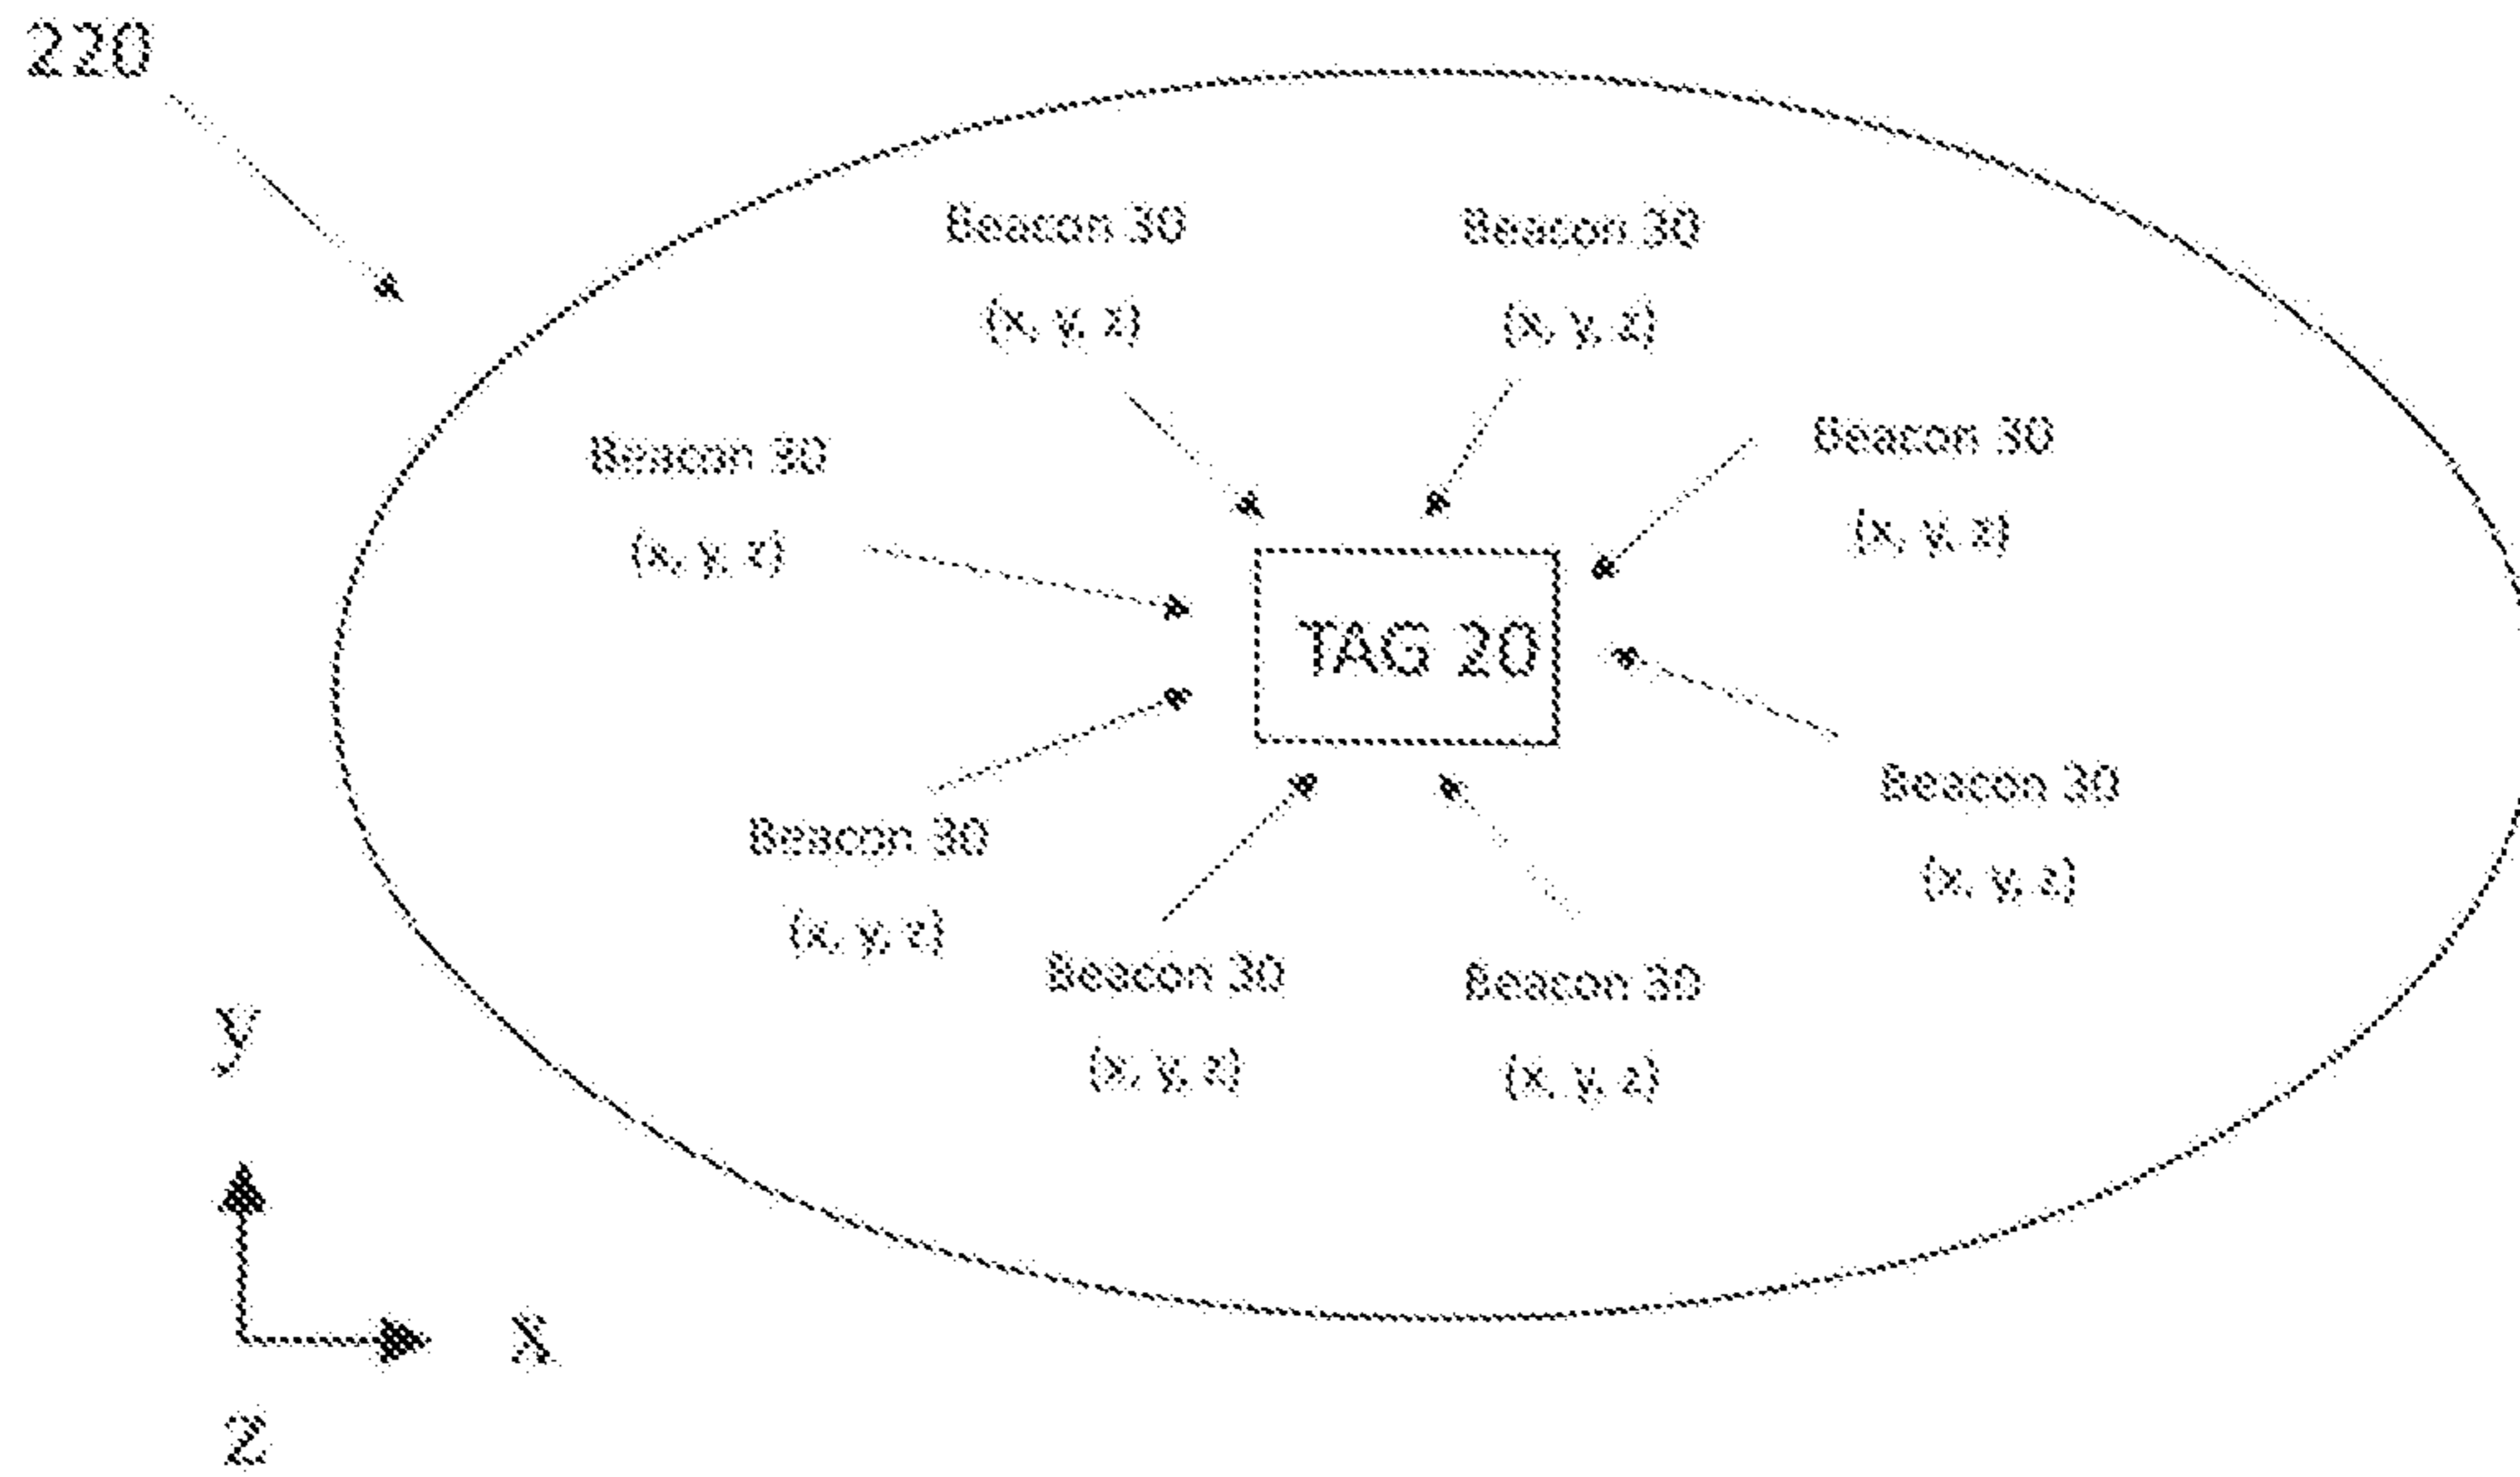 220
Beacon 30
(x, y, z)
Beacon 30
(x, y, z)
Beacon 30
(x, y, z)
Beacon 30
(x, y, z)
TAG 20
Beacon 30
(x, y, z)
Beacon 30
(x, y, z)
Beacon 30
(x, y, z)
Beacon 30
(x, y, z)
y
x
z